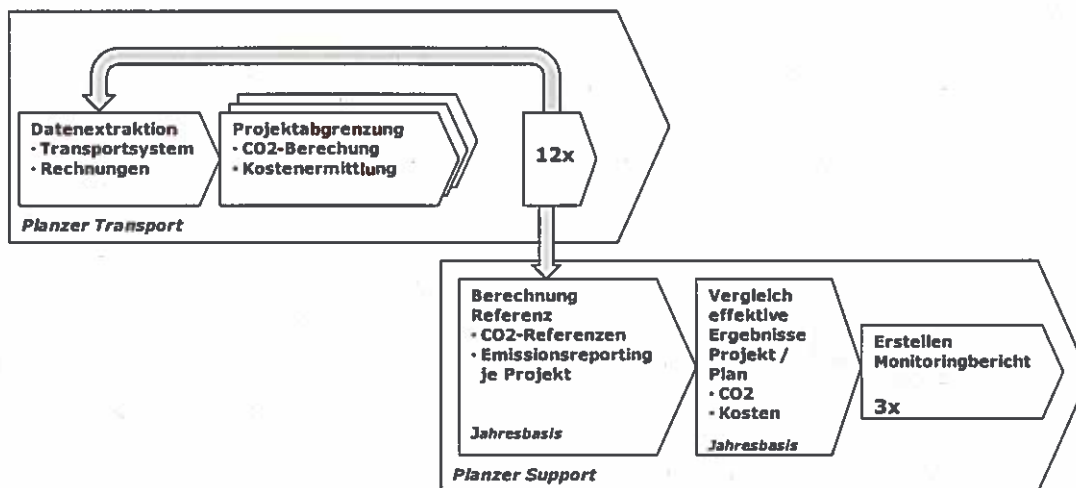 Datenextraktion
• Transportsystem
• Rechnungen
Projektabgrenzung
• CO2-Berechung
• Kostenermittlung
12x
Planzer Transport
Berechnung
Referenz
• CO2-Referenzen
• Emissionsreporting
je Projekt
Jahresbasis
Vergleich
effektive
Ergebnisse
Projekt /
Plan
• CO2
• Kosten
Jahresbasis
Erstellen
Monitoringbericht
3x
Planzer Support